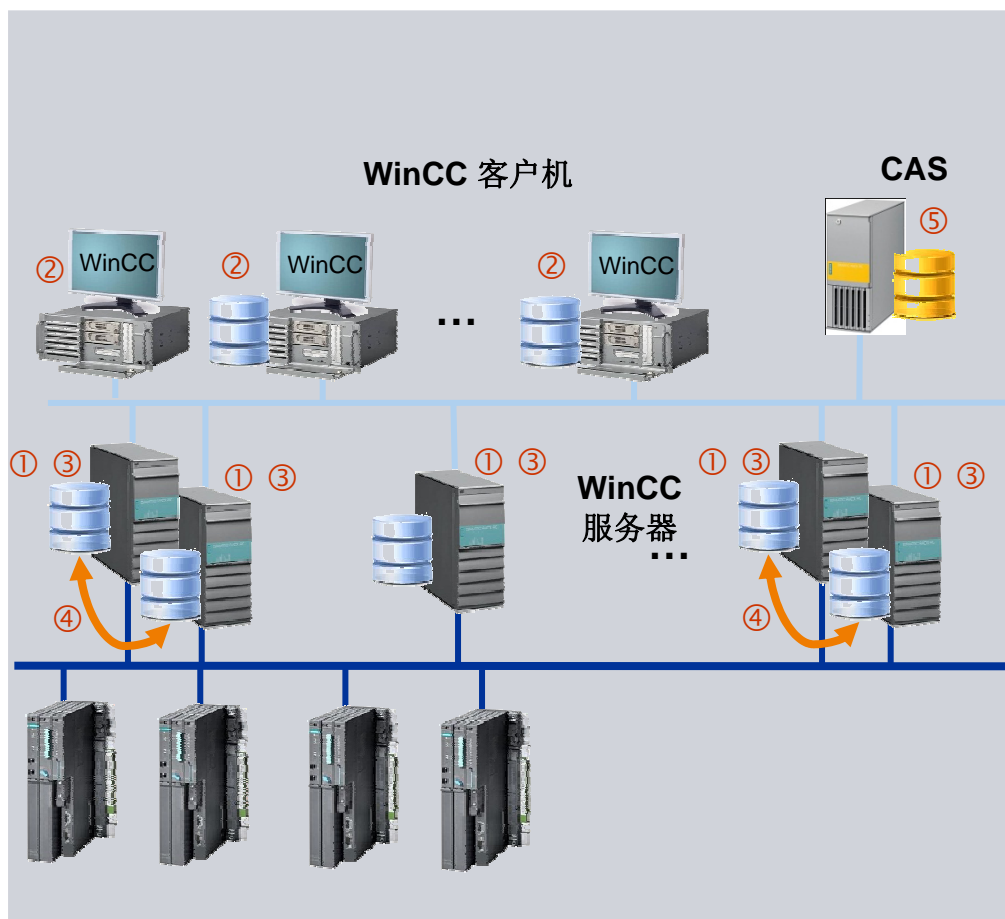 WinCC 客户机
CAS
⑤
② WinCC
② WinCC
② WinCC
...
① ③
① ③
① ③
① ③
① ③
WinCC
服务器
...
④
④